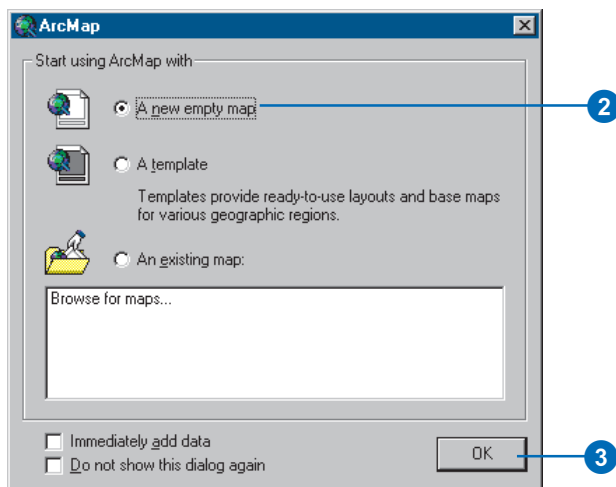 ArcMap
Start using ArcMap with
A new empty map
2
A template
Templates provide ready-to-use layouts and base maps
for various geographic regions.
An existing map:
Browse for maps...
Immediately add data
Do not show this dialog again
OK
3